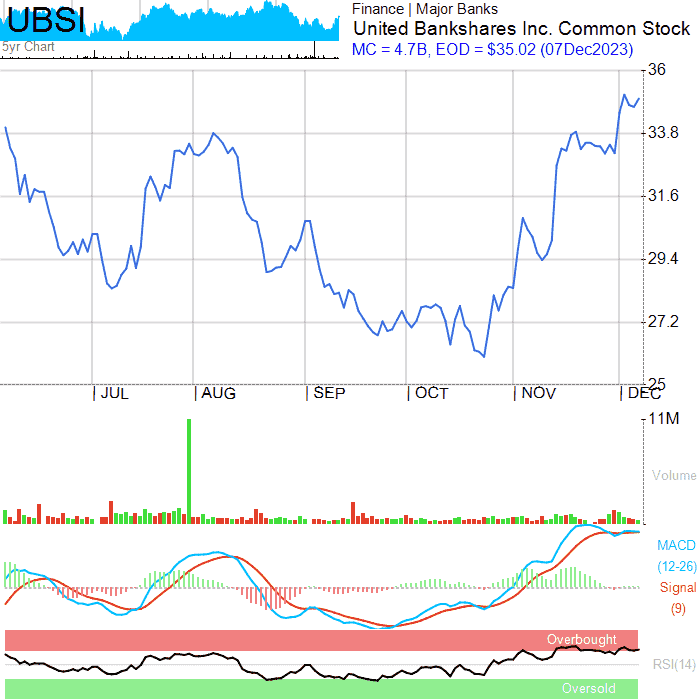 UBSI
5yr Chart
Finance | Major Banks
United Bankshares Inc. Common Stock
MC = 4.7B, EOD = $35.02 (07Dec2023)
36
33.8
31.6
29.4
27.2
25
JUL AUG SEP OCT NOV DEC
11M
Volume
MACD
(12-26)
Signal
(9)
Overbought
RSI(14)
Oversold